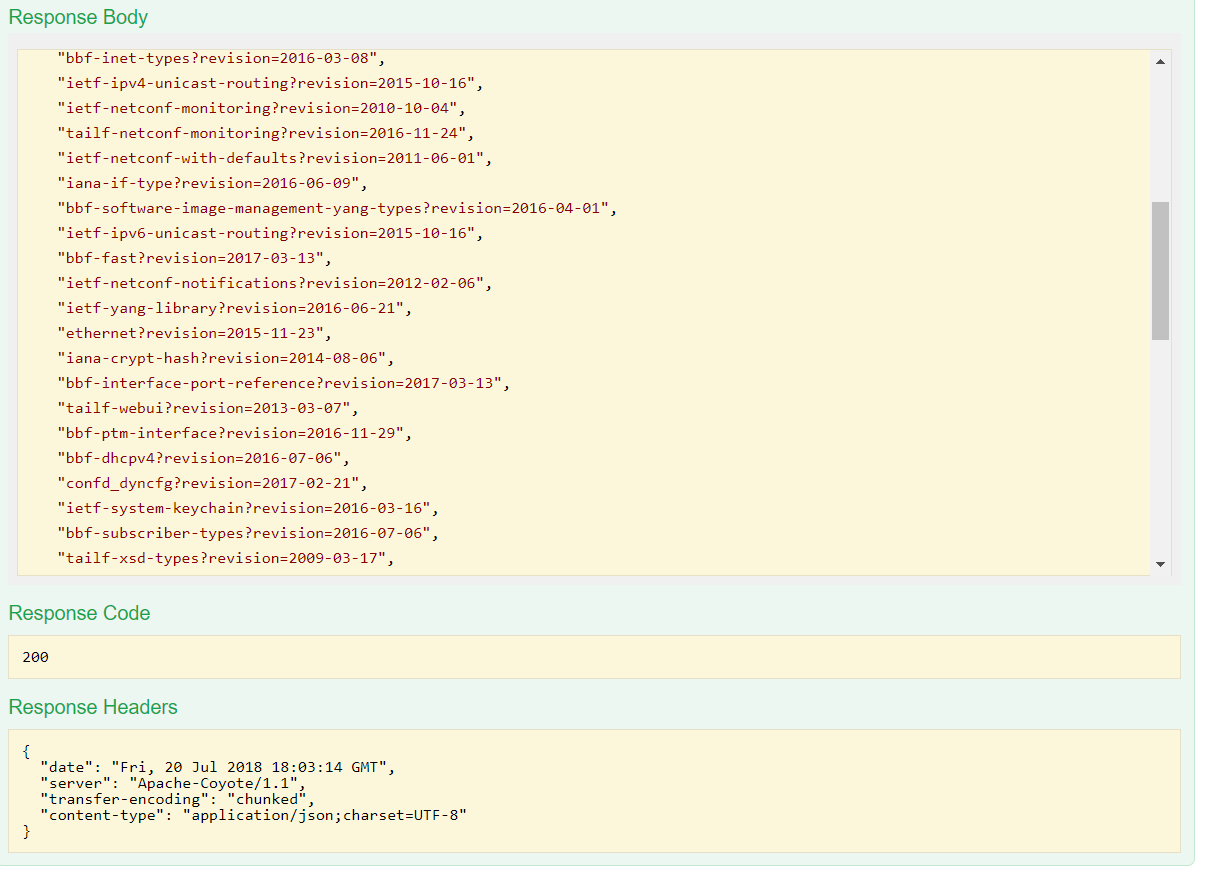 Response Body
"bbf-inet-types?revision=2016-03-08",
"ietf-ipv4-unicast-routing?revision=2015-10-16",
"ietf-netconf-monitoring?revision=2010-10-04",
"tailf-netconf-monitoring?revision=2016-11-24",
"ietf-netconf-with-defaults?revision=2011-06-01",
"iana-if-type?revision=2016-06-09",
"bbf-software-image-management-yang-types?revision=2016-04-01",
"ietf-ipv6-unicast-routing?revision=2015-10-16",
"bbf-fast?revision=2017-03-13",
"ietf-netconf-notifications?revision=2012-02-06",
"ietf-yang-library?revision=2016-06-21",
"ethernet?revision=2015-11-23",
"iana-crypt-hash?revision=2014-08-06",
"bbf-interface-port-reference?revision=2017-03-13",
"tailf-webui?revision=2013-03-07",
"bbf-ptm-interface?revision=2016-11-29",
"bbf-dhcpv4?revision=2016-07-06",
"confd_dyncfg?revision=2017-02-21",
"ietf-system-keychain?revision=2016-03-16",
"bbf-subscriber-types?revision=2016-07-06",
"tailf-xsd-types?revision=2009-03-17",
Response Code
200
Response Headers
{
"date": "Fri, 20 Jul 2018 18:03:14 GMT",
"server": "Apache-Coyote/1.1",
"transfer-encoding": "chunked",
"content-type": "application/json;charset=UTF-8"
}